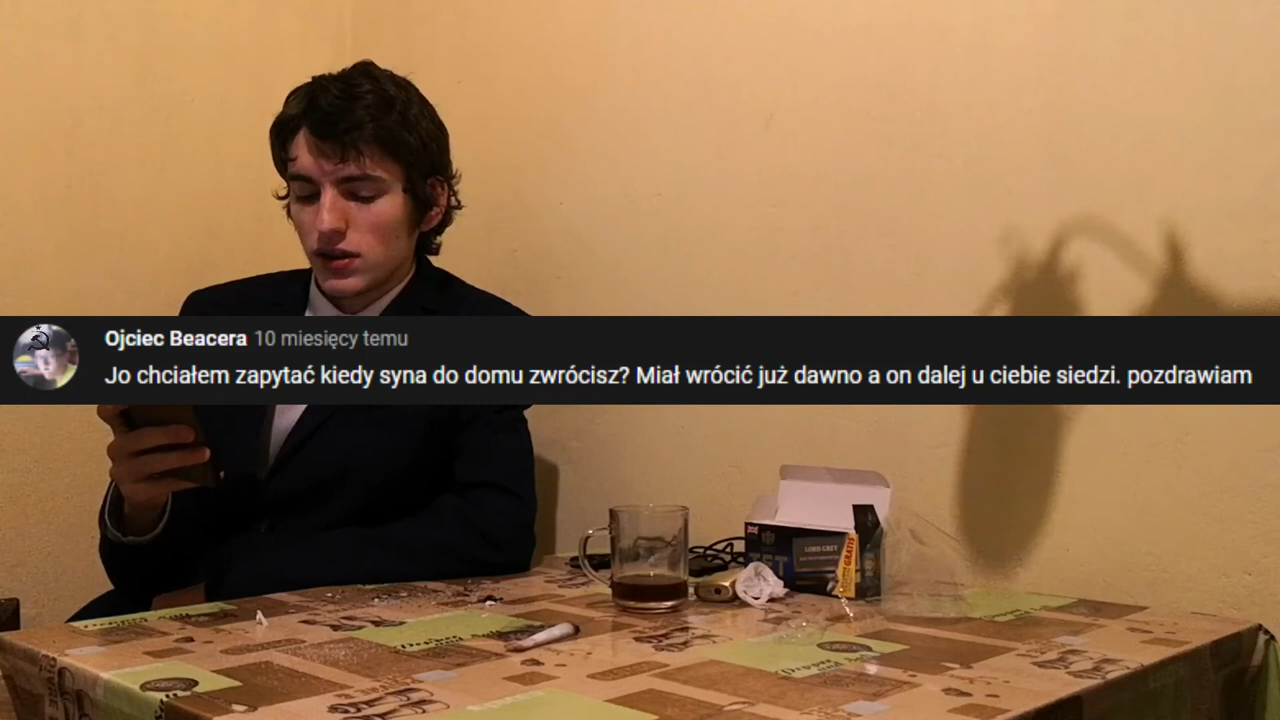 Ojciec Beacera 10 miesięcy temu
Jo chciałem zapytać kiedy syna do domu zwrócisz? Miał wrócić już dawno a on dalej u ciebie siedzi. pozdrawiam
LORD GREY
GRATIS